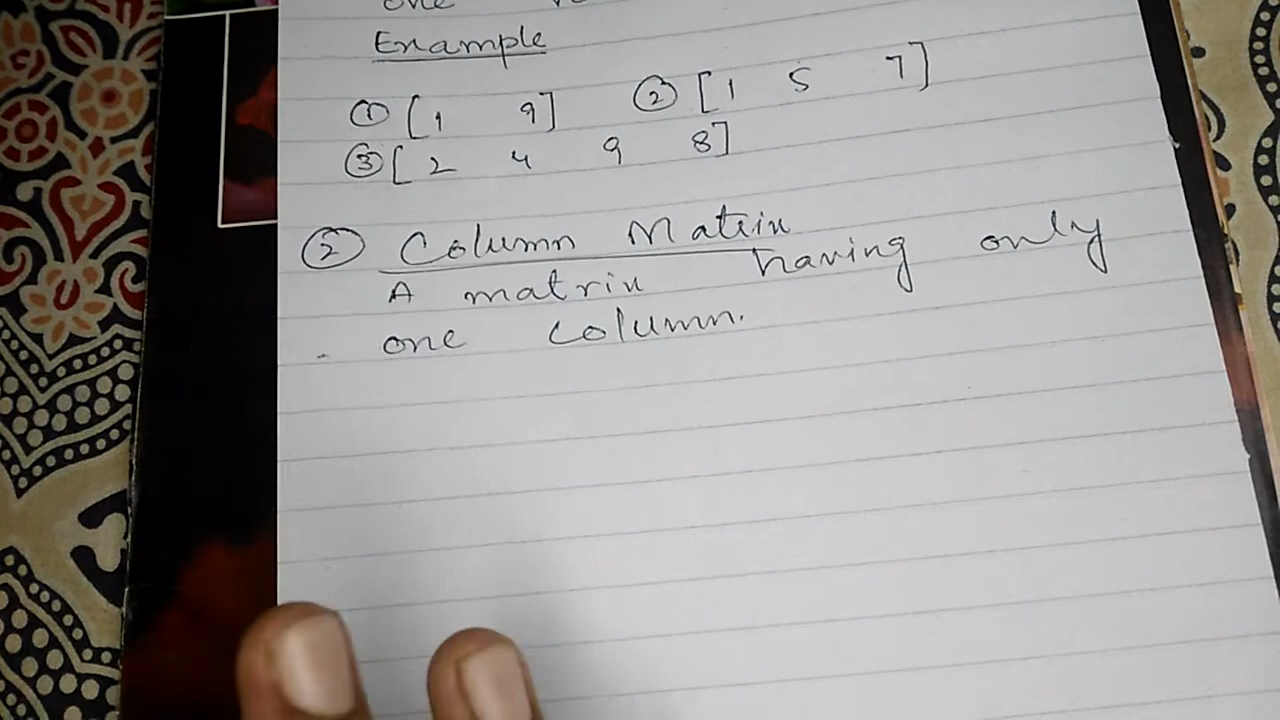 one
Example
① [1 9] ② [1 5 7]
③ [2 4 9 8]
② Column Matrix
A matrix having only
one column.